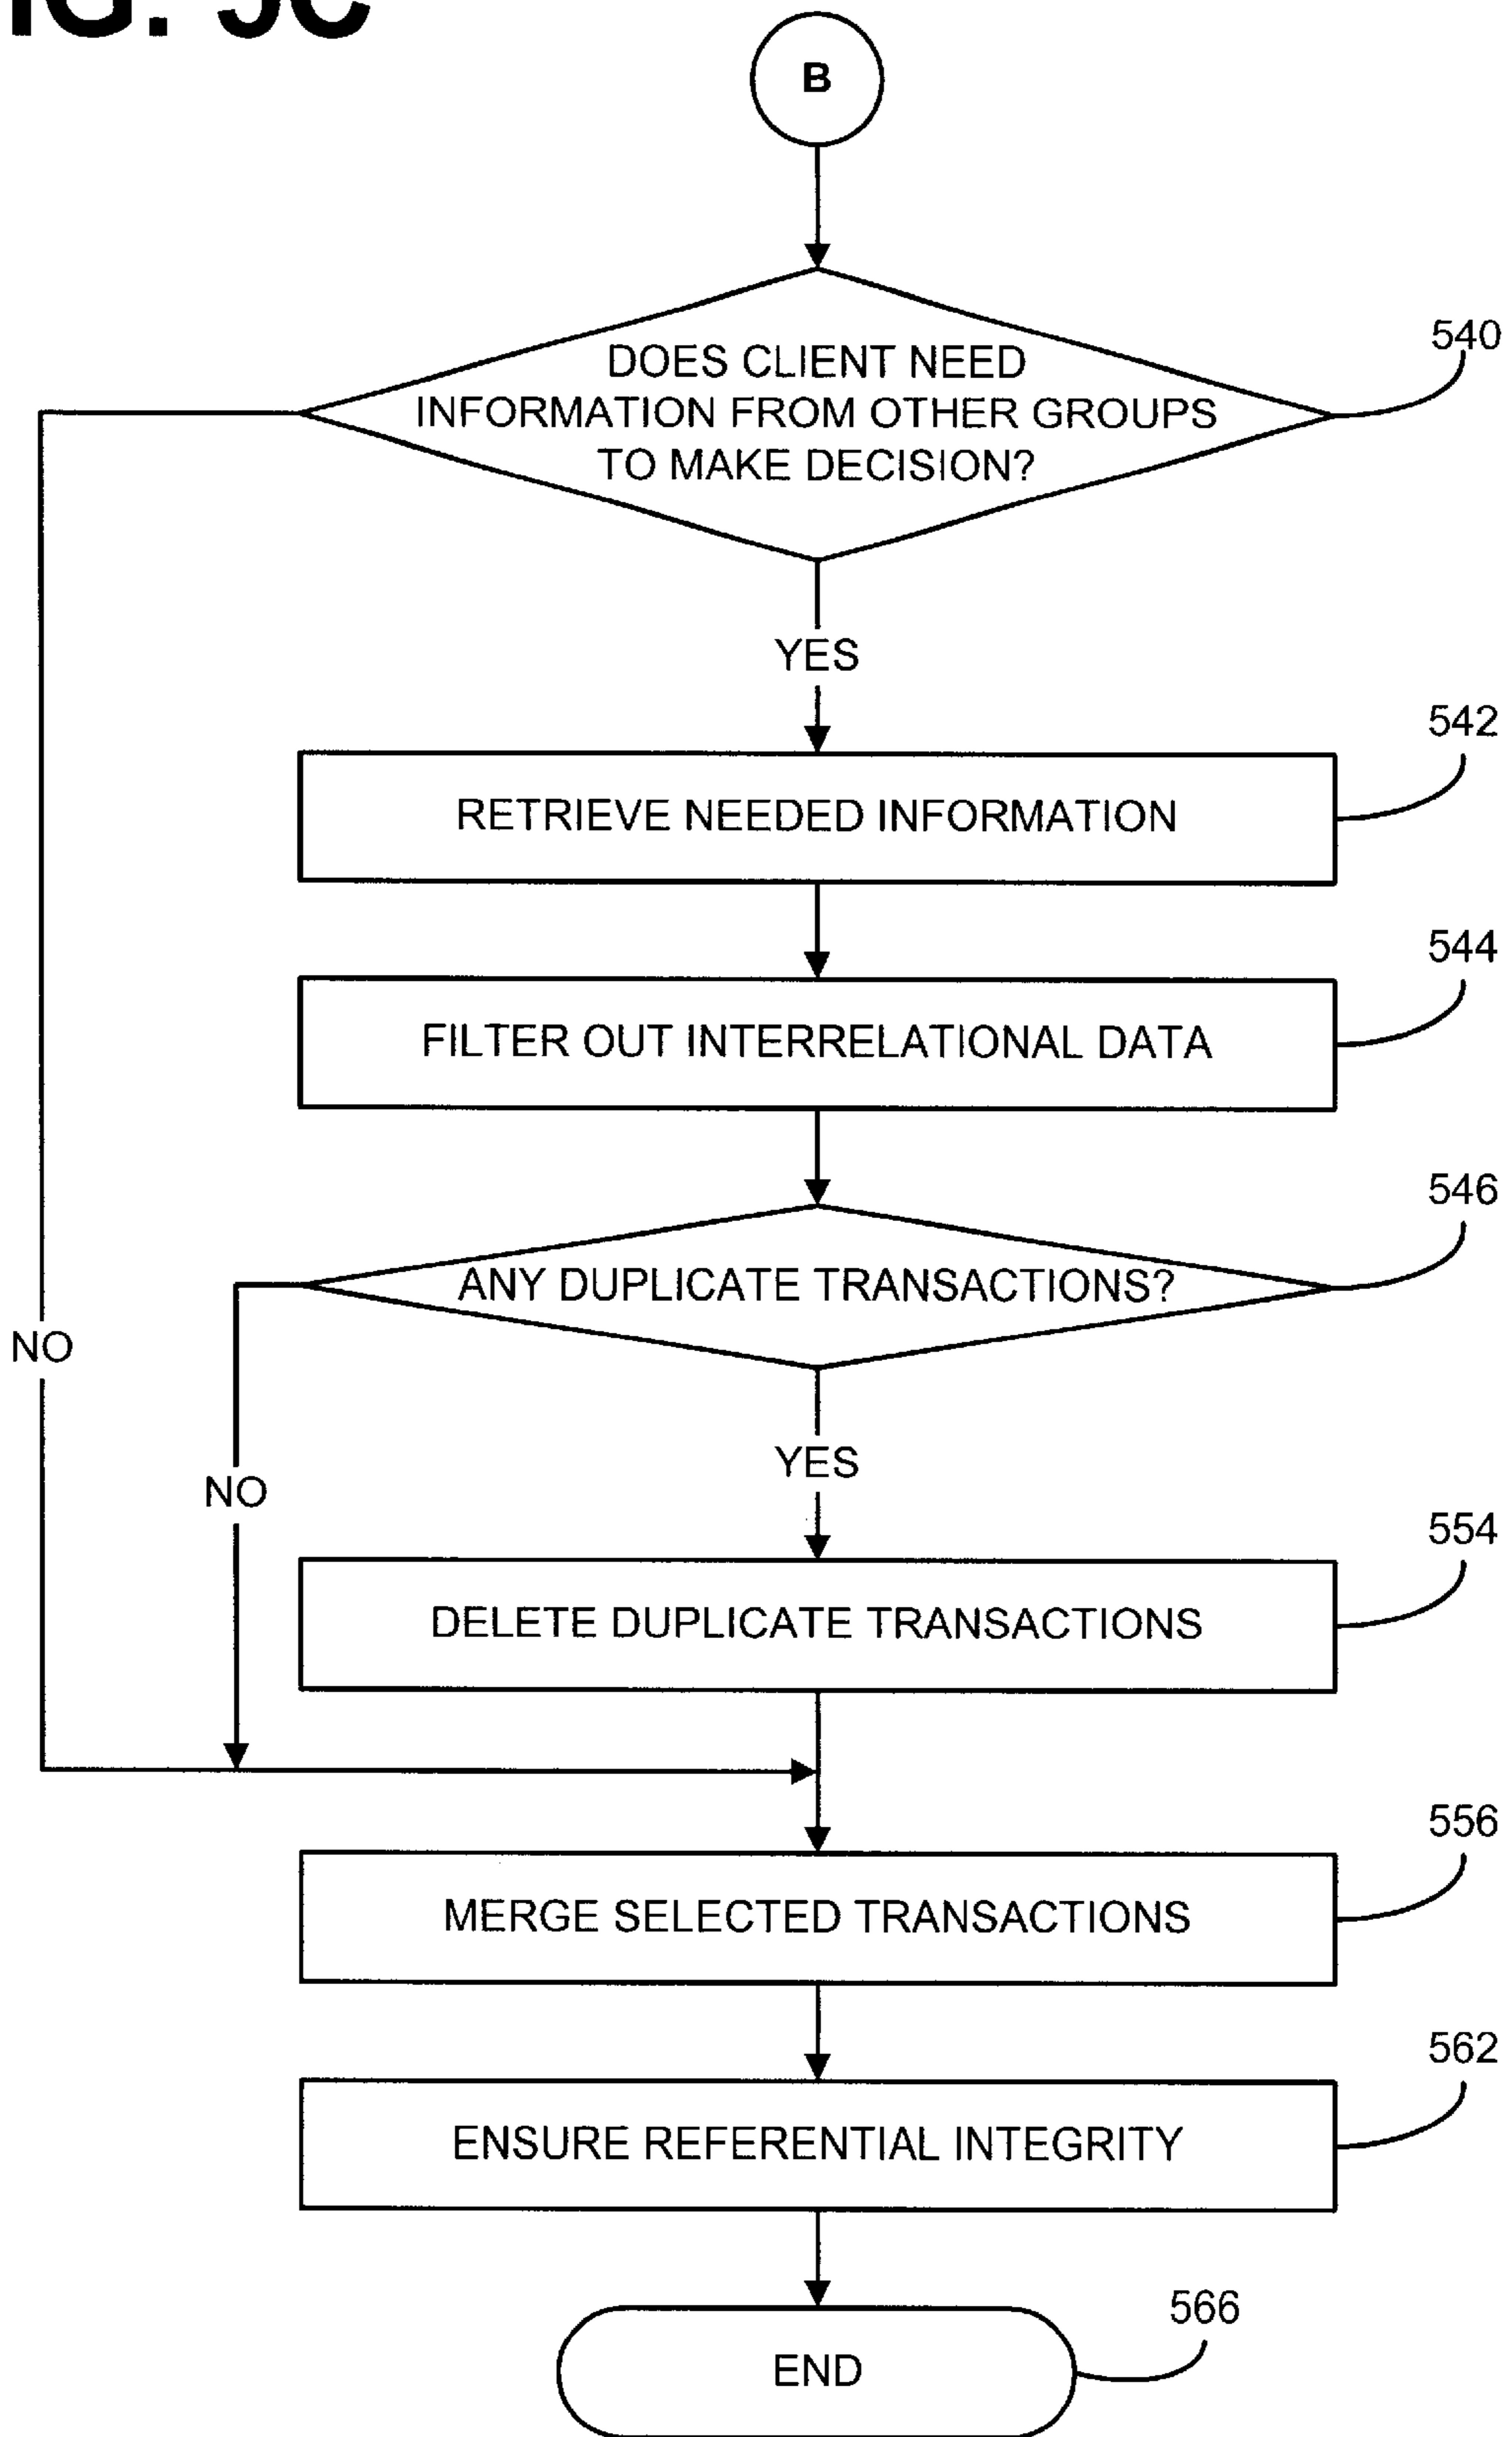 IG. 5C
B
DOES CLIENT NEED
INFORMATION FROM OTHER GROUPS
TO MAKE DECISION?
540
YES
542
RETRIEVE NEEDED INFORMATION
544
FILTER OUT INTERRELATIONAL DATA
546
ANY DUPLICATE TRANSACTIONS?
NO
YES
NO
554
DELETE DUPLICATE TRANSACTIONS
556
MERGE SELECTED TRANSACTIONS
562
ENSURE REFERENTIAL INTEGRITY
566
END